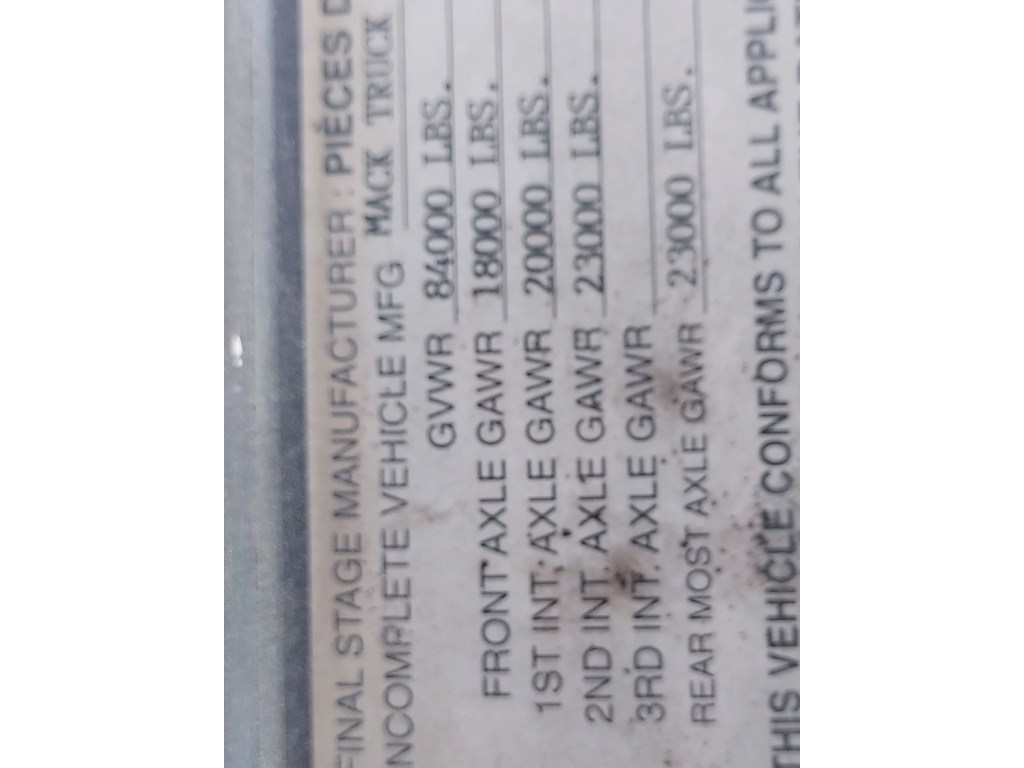 FINAL STAGE MANUFACTURER : PIÈCES D
INCOMPLETE VEHICLE MFG MACK TRUCK
GVWR 84000 LBS.
FRONT AXLE GAWR 18000 LBS.
1ST INT. AXLE GAWR 20000 LBS.
2ND INT. AXLE GAWR 23000 LBS.
3RD INT. AXLE GAWR
REAR MOST AXLE GAWR 23000 LBS.
THIS VEHICLE CONFORMS TO ALL APPLI